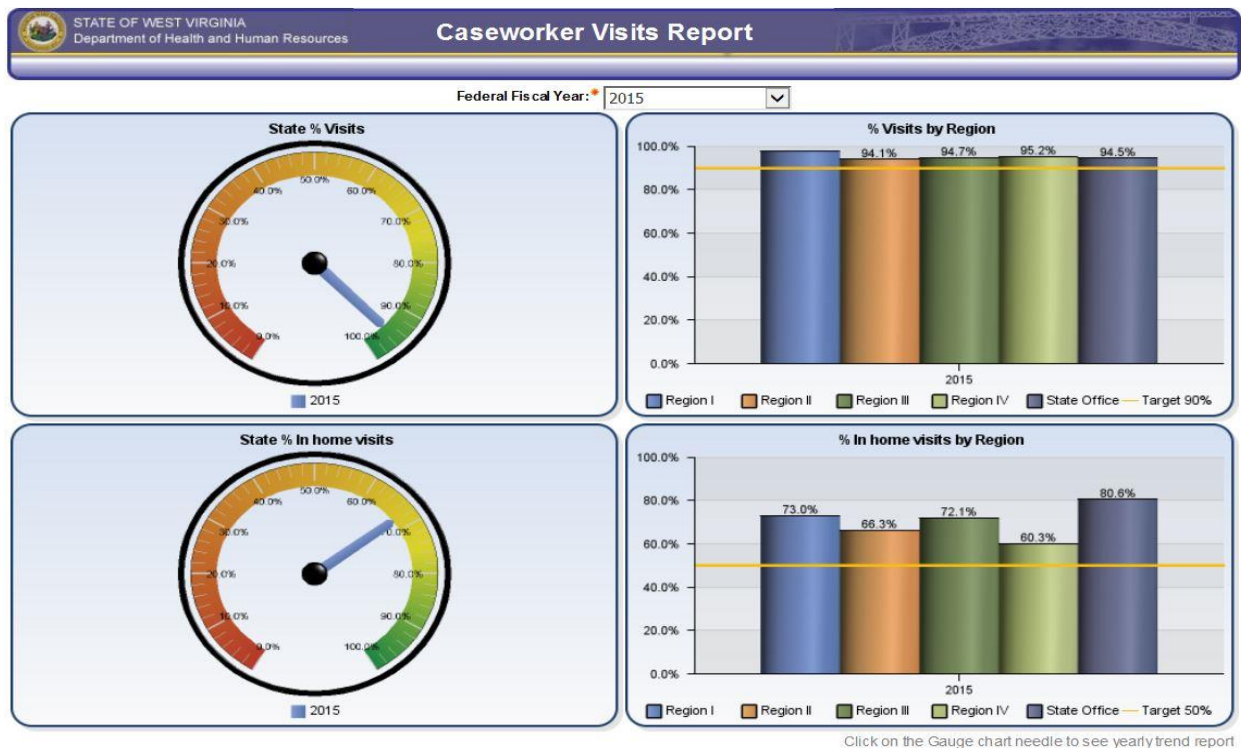 STATE OF WEST VIRGINIA
Department of Health and Human Resources
Caseworker Visits Report
Federal Fiscal Year:* 2015
State % Visits
0.0%
10.0%
20.0%
30.0%
40.0%
50.0%
60.0%
70.0%
80.0%
90.0%
100.0%
2015
% Visits by Region
100.0%
80.0%
60.0%
40.0%
20.0%
0.0%
94.1% 94.7% 95.2% 94.5%
2015
Region I Region II Region III Region IV State Office Target 90%
State % In home visits
0.0%
10.0%
20.0%
30.0%
40.0%
50.0%
60.0%
80.0%
90.0%
100.0%
2015
% In home visits by Region
100.0%
80.0%
60.0%
40.0%
20.0%
0.0%
73.0% 66.3% 72.1% 60.3% 80.6%
2015
Region I Region II Region III Region IV State Office Target 50%
Click on the Gauge chart needle to see yearly trend report